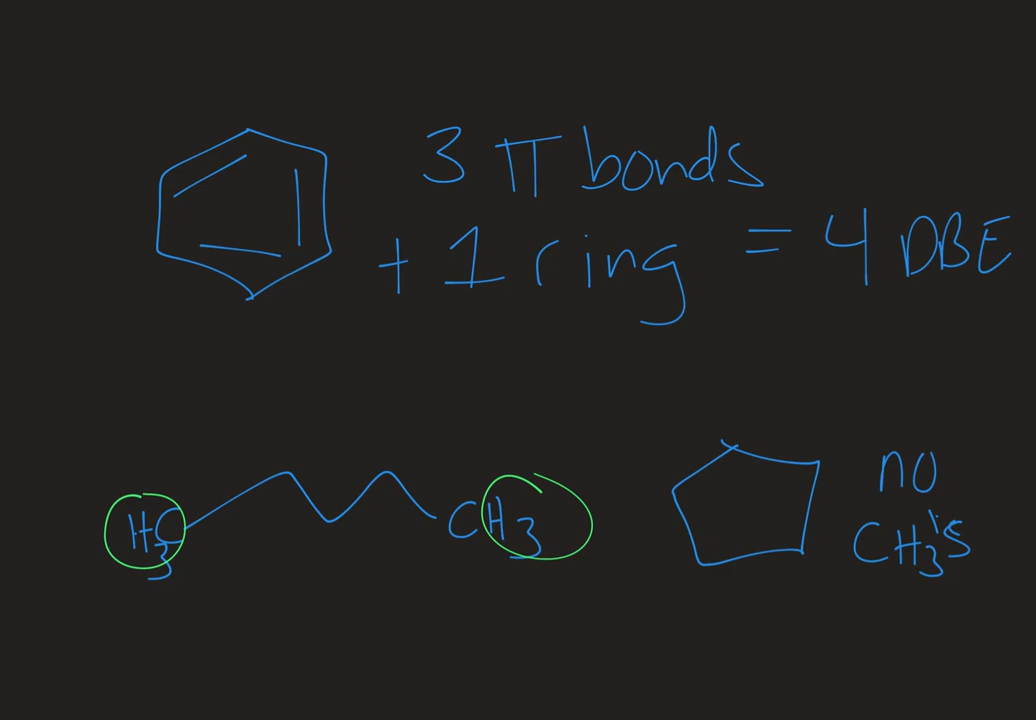 3 π bonds
+ 1 ring = 4 DBE
H₃C CH₃ no
CH₃'s